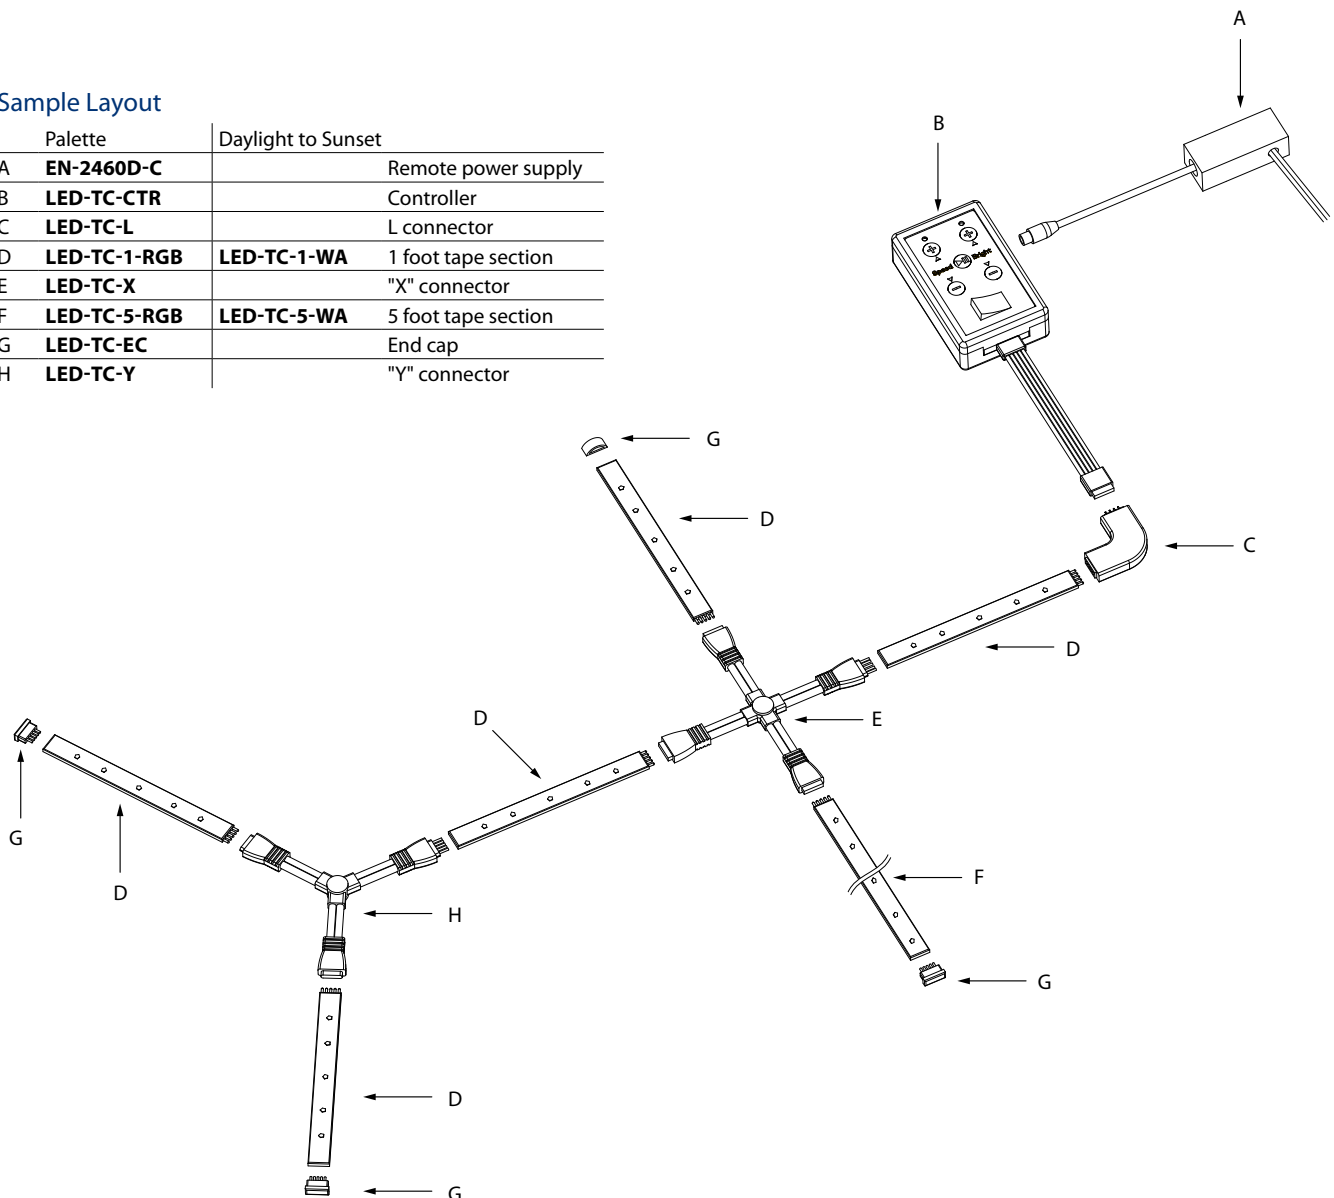 Sample Layout
Palette Daylight to Sunset
A EN-2460D-C Remote power supply
B LED-TC-CTR Controller
C LED-TC-L L connector
D LED-TC-1-RGB LED-TC-1-WA 1 foot tape section
E LED-TC-X "X" connector
F LED-TC-5-RGB LED-TC-5-WA 5 foot tape section
G LED-TC-EC End cap
H LED-TC-Y "Y" connector
A
B
Speed Bright
G
D
C
D
E
D
G
D
F
H
G
D
G